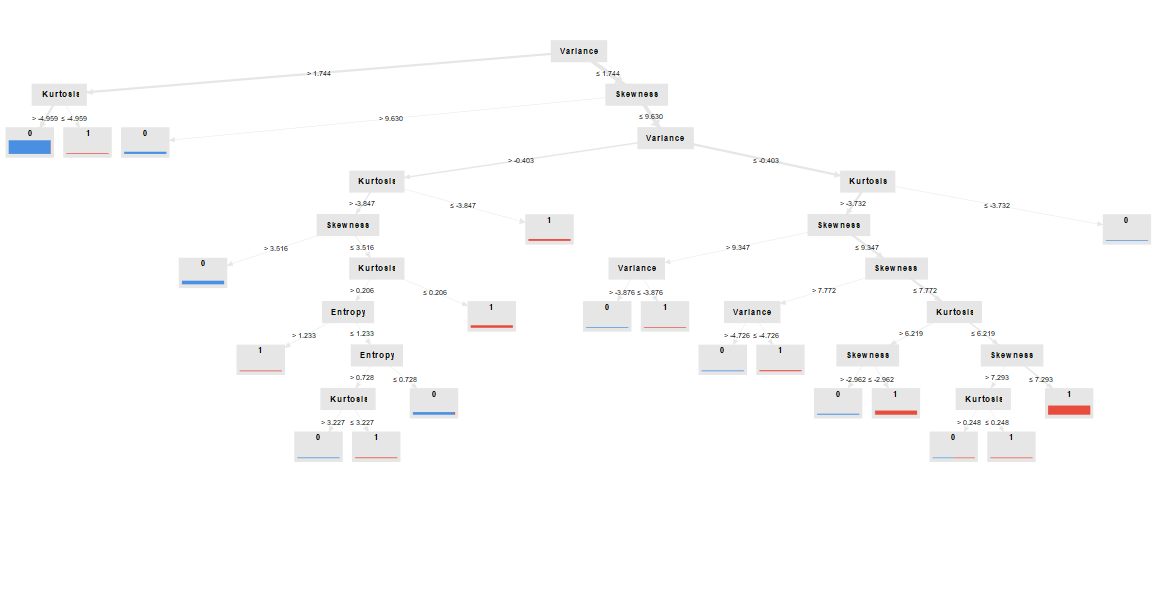 Variance
> 1.744
≤ 1.744
Kurtosis
Skewness
> -4.959 ≤ -4.959
> 9.630
≤ 9.630
0
1
0
Variance
> -0.403
≤ -0.403
Kurtosis
Kurtosis
> -3.847
≤ -3.847
> -3.732
≤ -3.732
Skewness
1
Skewness
0
> 3.516
≤ 3.516
> 9.347
≤ 9.347
0
Kurtosis
Variance
Skewness
> 0.206
≤ 0.206
> -3.876 ≤ -3.876
> 7.772
≤ 7.772
Entropy
1
0
1
Variance
Kurtosis
> 1.233
≤ 1.233
> -4.726 ≤ -4.726
> 6.219
≤ 6.219
1
Entropy
0
1
Skewness
Skewness
> 0.728
≤ 0.728
> -2.962 ≤ -2.962
> 7.293
≤ 7.293
Kurtosis
0
0
1
Kurtosis
1
> 3.227 ≤ 3.227
> 0.248 ≤ 0.248
0
1
0
1